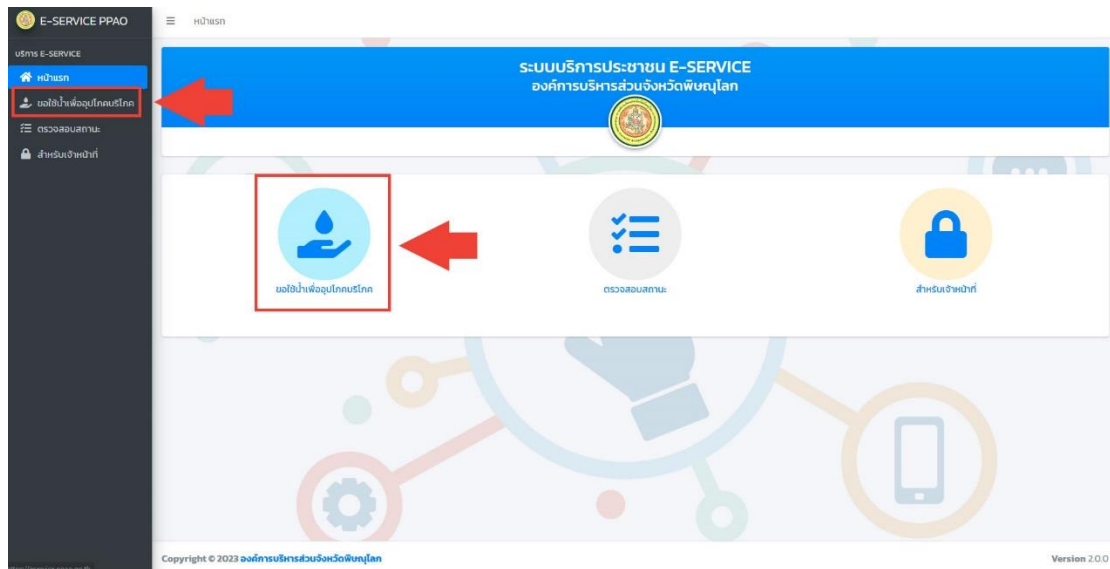 E-SERVICE PPAO
หน้าแรก
บริการ E-SERVICE
หน้าแรก
ขอใช้น้ำเพื่ออุปโภคบริโภค
ตรวจสอบสถานะ
สำหรับเจ้าหน้าที่
ระบบบริการประชาชน E-SERVICE
องค์การบริหารส่วนจังหวัดพิษณุโลก
ขอใช้น้ำเพื่ออุปโภคบริโภค
ตรวจสอบสถานะ
สำหรับเจ้าหน้าที่
Copyright © 2023 องค์การบริหารส่วนจังหวัดพิษณุโลก
Version 2.0.0